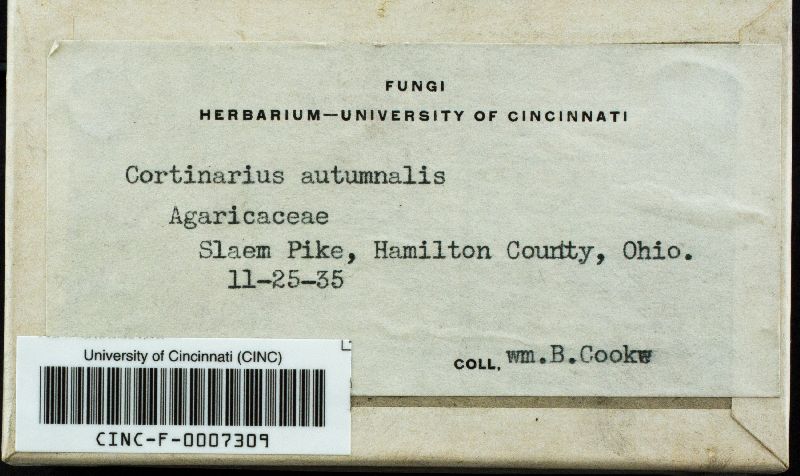 FUNGI
HERBARIUM—UNIVERSITY OF CINCINNATI
Cortinarius autumnalis
Agaricaceae
Slaem Pike, Hamilton County, Ohio.
11-25-35
COLL. wm.B.Cooke
University of Cincinnati (CINC)
CINC-F-0007309